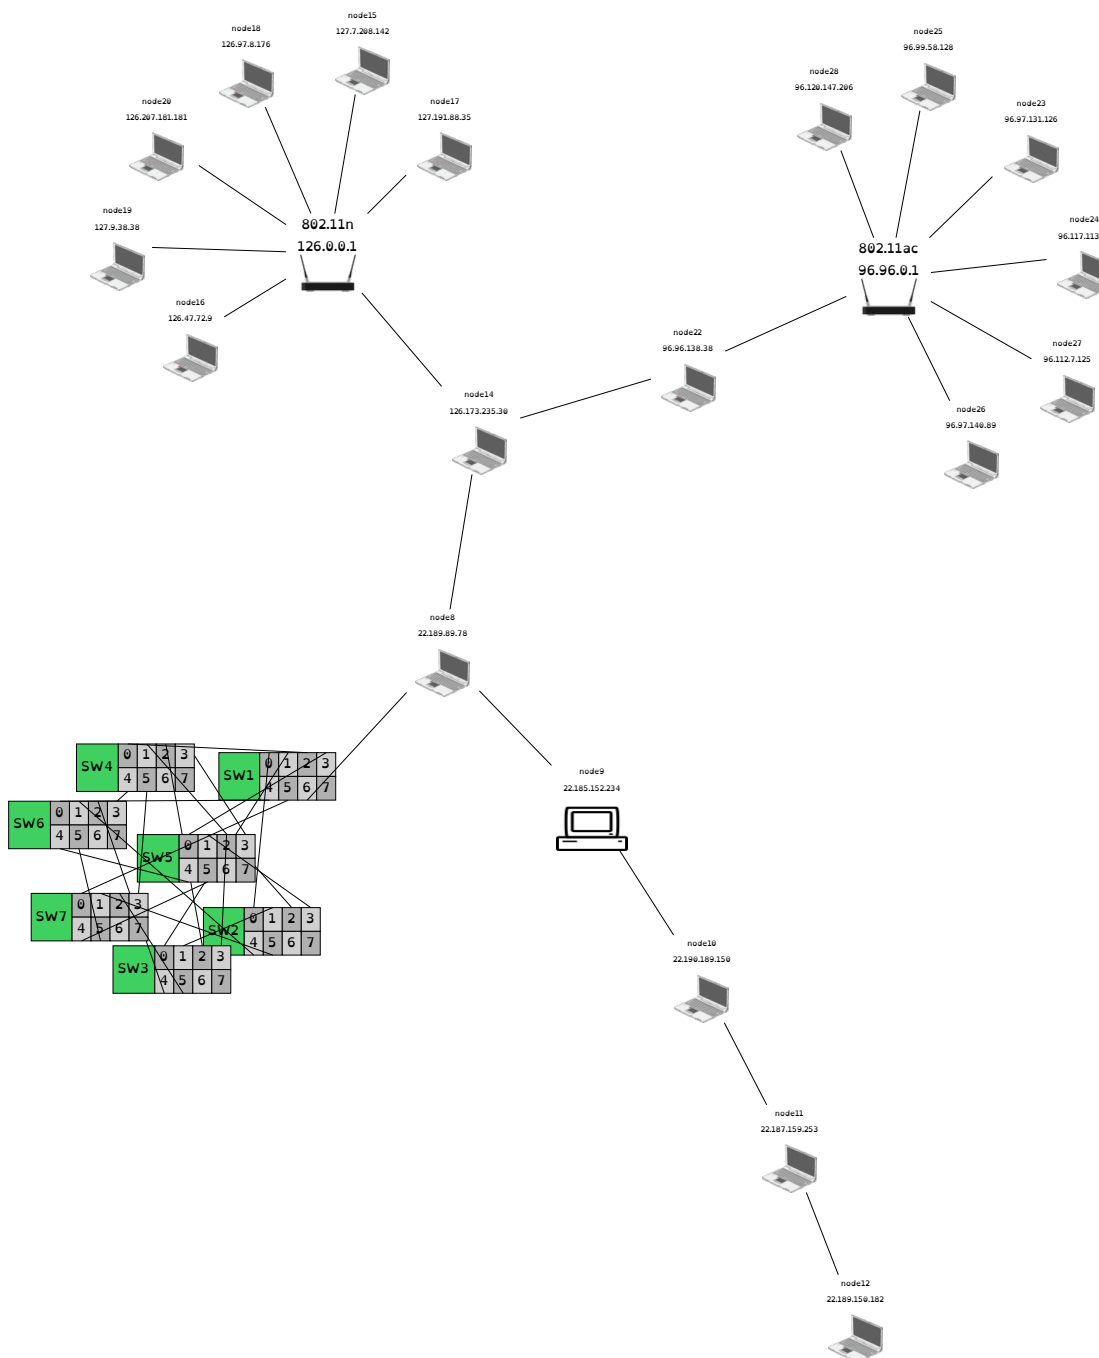 node15
127.7.208.142
node18
126.97.8.176
node25
96.99.58.128
node28
96.120.147.206
node20
126.207.181.181
node17
127.191.88.35
node23
96.97.131.126
node19
127.9.38.38
802.11n
126.0.0.1
node24
96.117.113
802.11ac
96.96.0.1
node16
126.47.72.9
node22
96.96.138.38
node27
96.112.7.125
node14
126.173.235.30
node26
96.97.140.89
node8
22.189.89.78
SW4
0 1 2 3
4 5 6 7
SW1
0 1 2 3
4 5 6 7
node9
22.185.152.234
SW6
0 1 2 3
4 5 6 7
SW5
0 1 2 3
4 5 6 7
SW7
0 1 2 3
4 5 6 7
SW2
0 1 2 3
4 5 6 7
SW3
0 1 2 3
4 5 6 7
node10
22.190.189.150
node11
22.187.159.253
node12
22.189.150.182